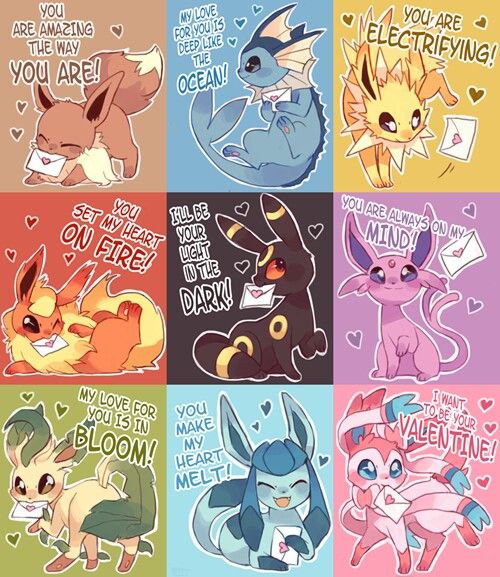 YOU
ARE AMAZING
THE WAY
YOU ARE!
MY LOVE
FOR YOU IS
DEEP LIKE
THE
OCEAN!
YOU ARE
ELECTRIFYING!
YOU
SET MY HEART
ON FIRE!
I'LL BE
YOUR
LIGHT
IN THE
DARK!
YOU ARE ALWAYS ON MY
MIND!
MY LOVE FOR
YOU IS IN
BLOOM!
YOU
MAKE
MY
HEART
MELT!
I WANT
TO BE YOUR
VALENTINE!